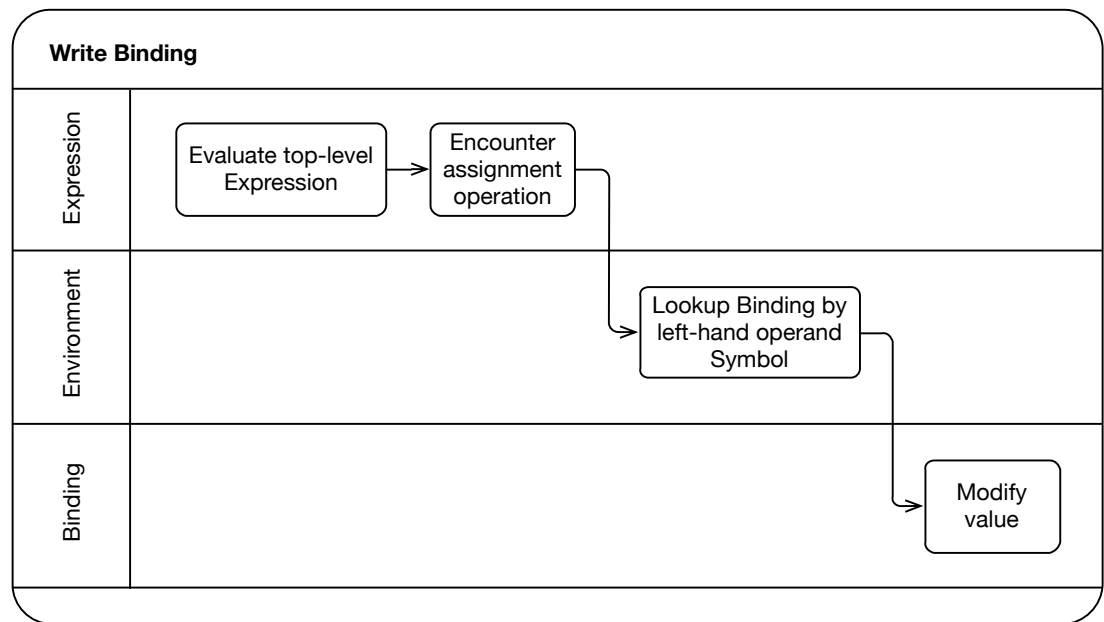 Write Binding
Expression
Evaluate top-level
Expression
Encounter
assignment
operation
Environment
Lookup Binding by
left-hand operand
Symbol
Binding
Modify
value